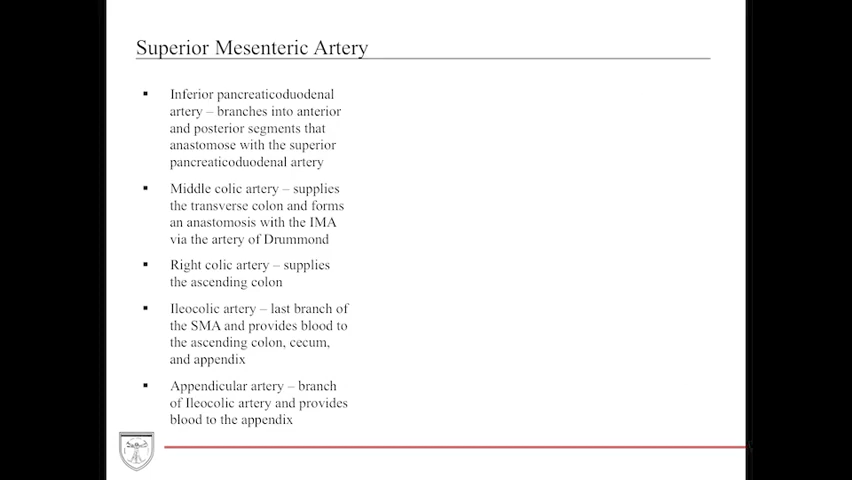 Superior Mesenteric Artery
▪ Inferior pancreaticoduodenal
artery – branches into anterior
and posterior segments that
anastomose with the superior
pancreaticoduodenal artery
▪ Middle colic artery – supplies
the transverse colon and forms
an anastomosis with the IMA
via the artery of Drummond
▪ Right colic artery – supplies
the ascending colon
▪ Ileocolic artery – last branch of
the SMA and provides blood to
the ascending colon, cecum,
and appendix
▪ Appendicular artery – branch
of Ileocolic artery and provides
blood to the appendix